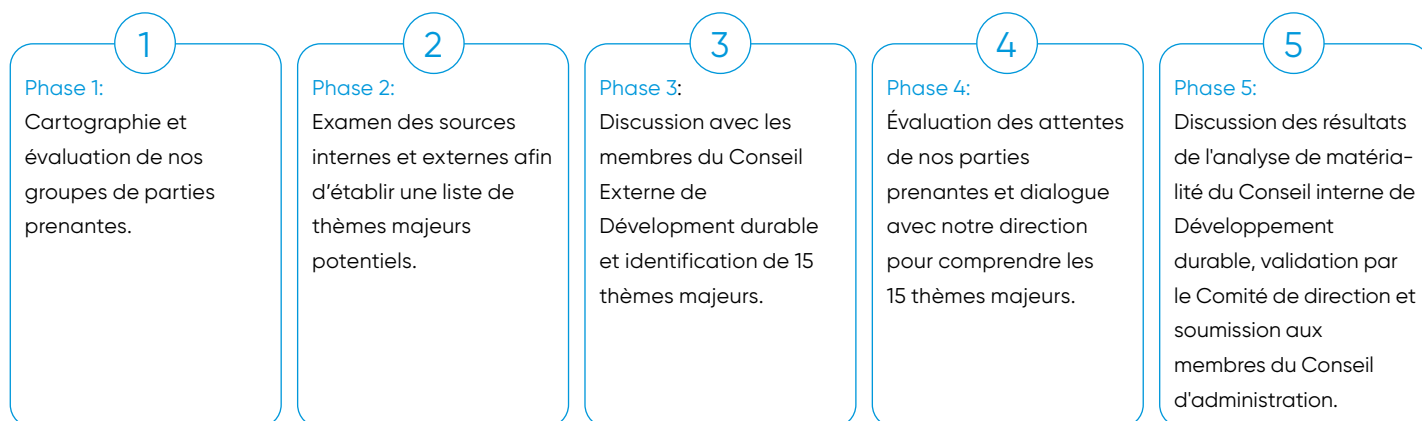 1
Phase 1:
Cartographie et
évaluation de nos
groupes de parties
prenantes.
2
Phase 2:
Examen des sources
internes et externes afin
d’établir une liste de
thèmes majeurs
potentiels.
3
Phase 3:
Discussion avec les
membres du Conseil
Externe de
Dévelopment durable
et identification de 15
thèmes majeurs.
4
Phase 4:
Évaluation des attentes
de nos parties
prenantes et dialogue
avec notre direction
pour comprendre les
15 thèmes majeurs.
5
Phase 5:
Discussion des résultats
de l'analyse de matéria-
lité du Conseil interne de
Développement
durable, validation par
le Comité de direction et
soumission aux
membres du Conseil
d'administration.